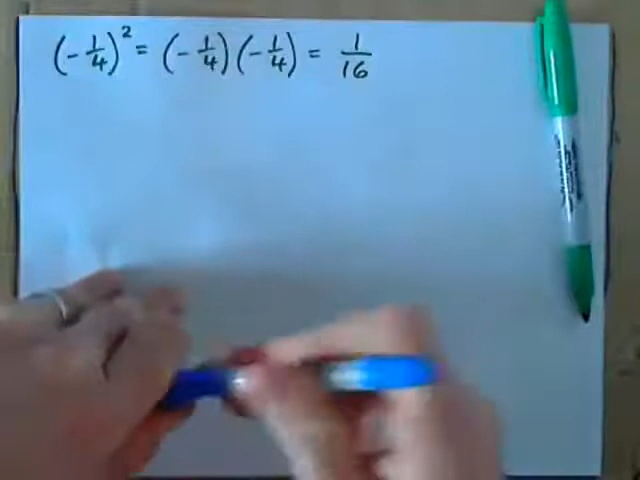 (-1/4)² = (-1/4)(-1/4) = 1/16